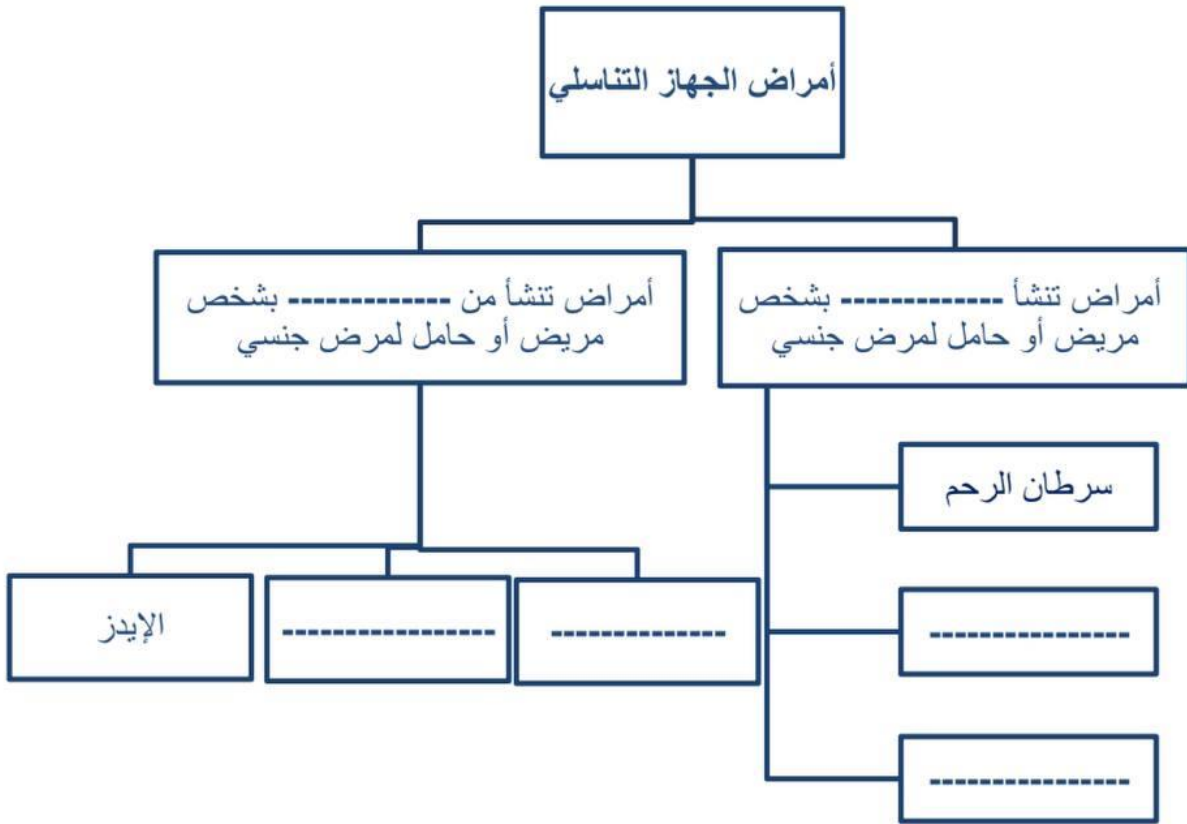 أمراض الجهاز التناسلي
أمراض تنشأ ------------- بشخص
مريض أو حامل لمرض جنسي
أمراض تنشأ من ------------- بشخص
مريض أو حامل لمرض جنسي
سرطان الرحم
----------------
----------------
--------------
-----------------
الإيدز